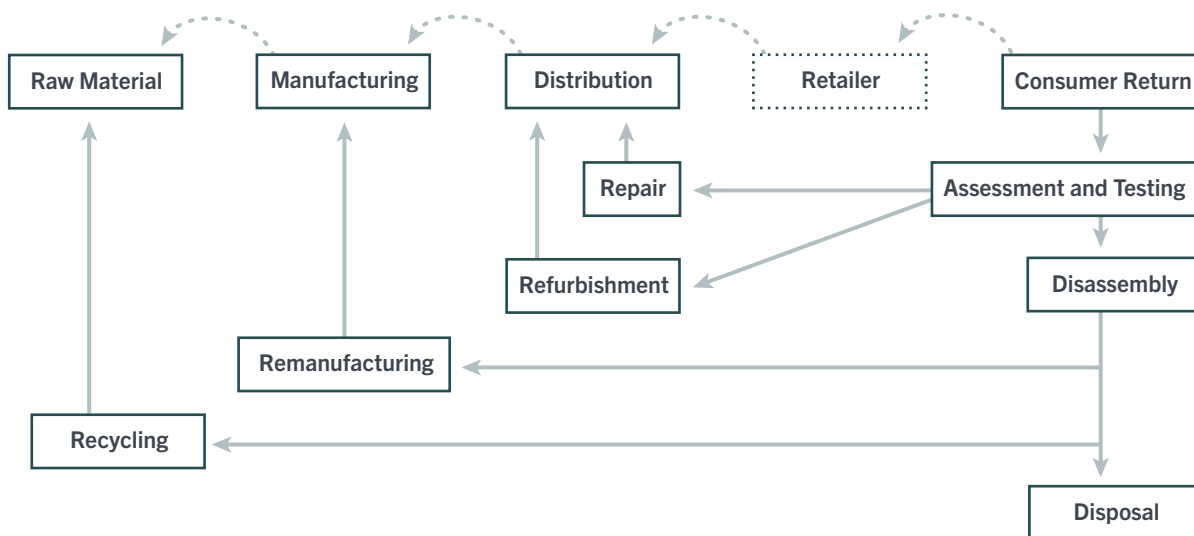 Raw Material
Manufacturing
Distribution
Retailer
Consumer Return
Repair
Assessment and Testing
Refurbishment
Disassembly
Remanufacturing
Recycling
Disposal